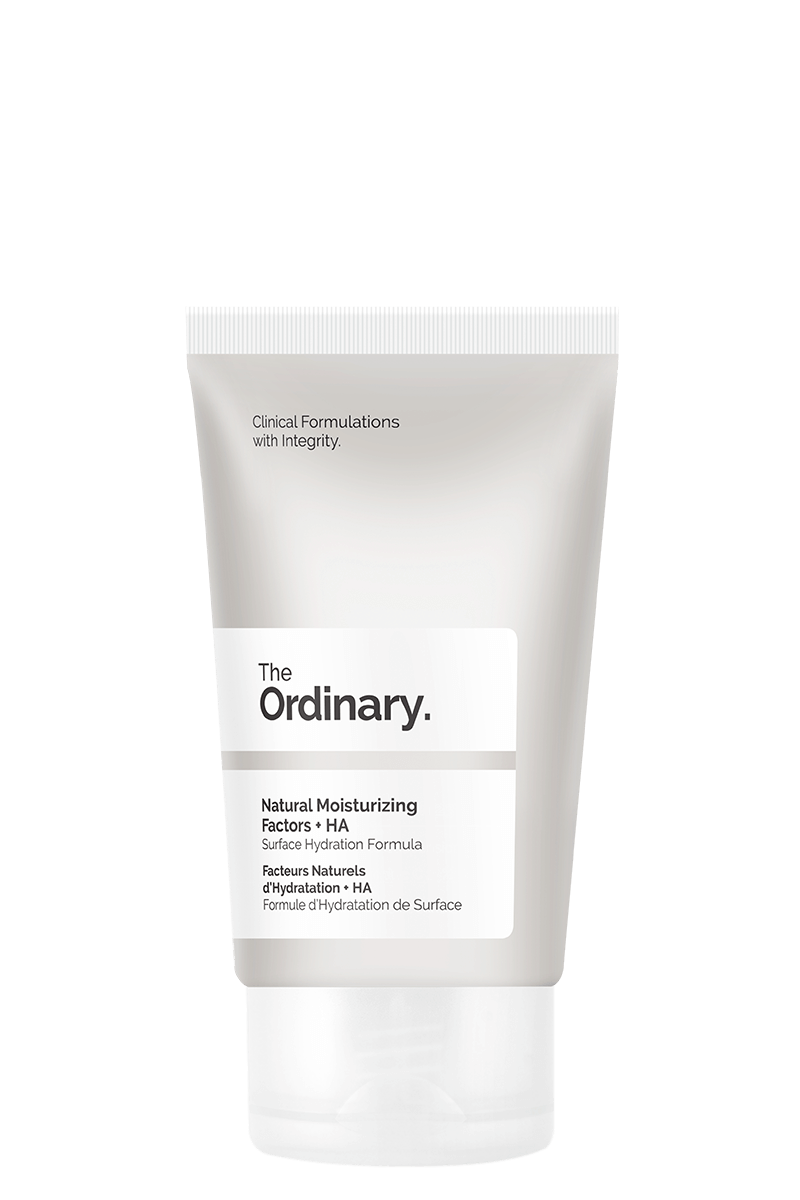 Clinical Formulations
with Integrity.
The
Ordinary.
Natural Moisturizing
Factors + HA
Surface Hydration Formula
Facteurs Naturels
d'Hydratation + HA
Formule d'Hydratation de Surface